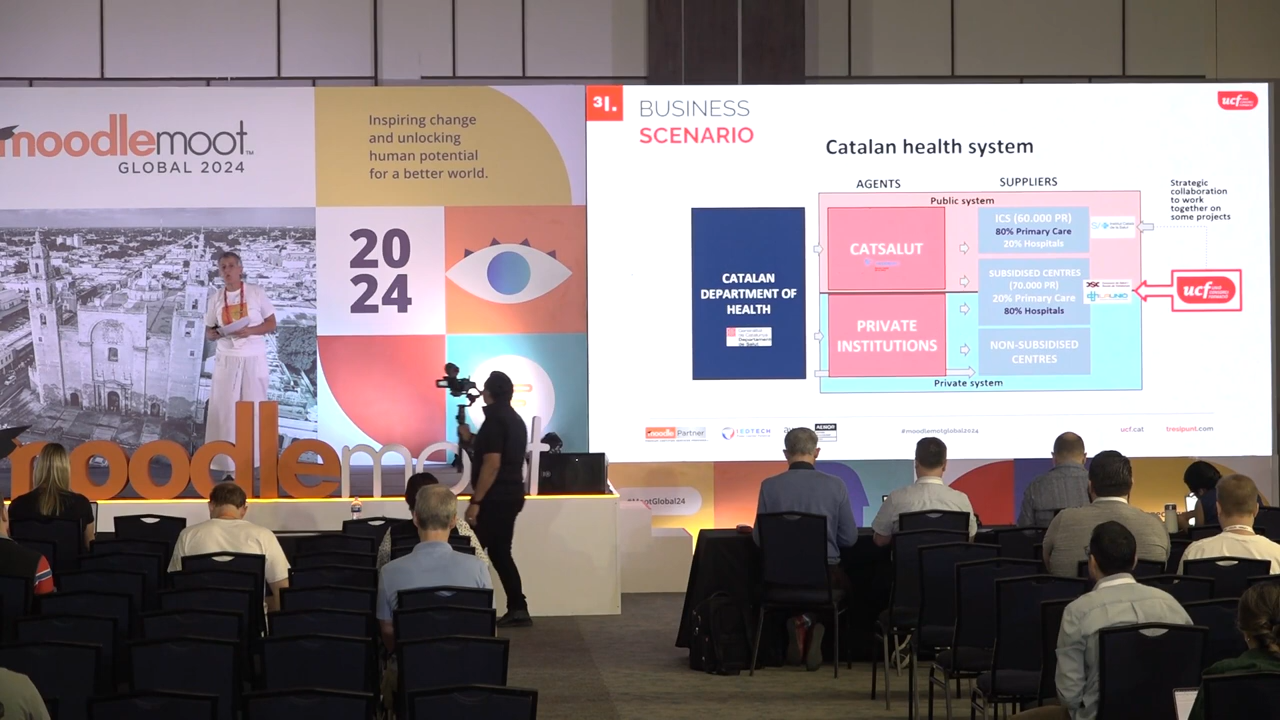 moodlemoot
GLOBAL 2024
Inspiring change
and unlocking
human potential
for a better world.
20
24
moodlemoot
#MootGlobal24
3I.
BUSINESS
SCENARIO
ucf
Catalan health system
AGENTS
SUPPLIERS
Public system
CATALAN
DEPARTMENT OF
HEALTH
CATSALUT
PRIVATE
INSTITUTIONS
ICS (60.000 PR)
80% Primary Care
20% Hospitals
SUBSIDISED CENTRES
(70.000 PR)
20% Primary Care
80% Hospitals
NON-SUBSIDISED
CENTRES
Private system
Strategic
collaboration
to work
together on
some projects
ucf
moodle Partner
IEDTECH
AENOR
#moodlemootglobal2024
ucf.cat
tresipunt.com